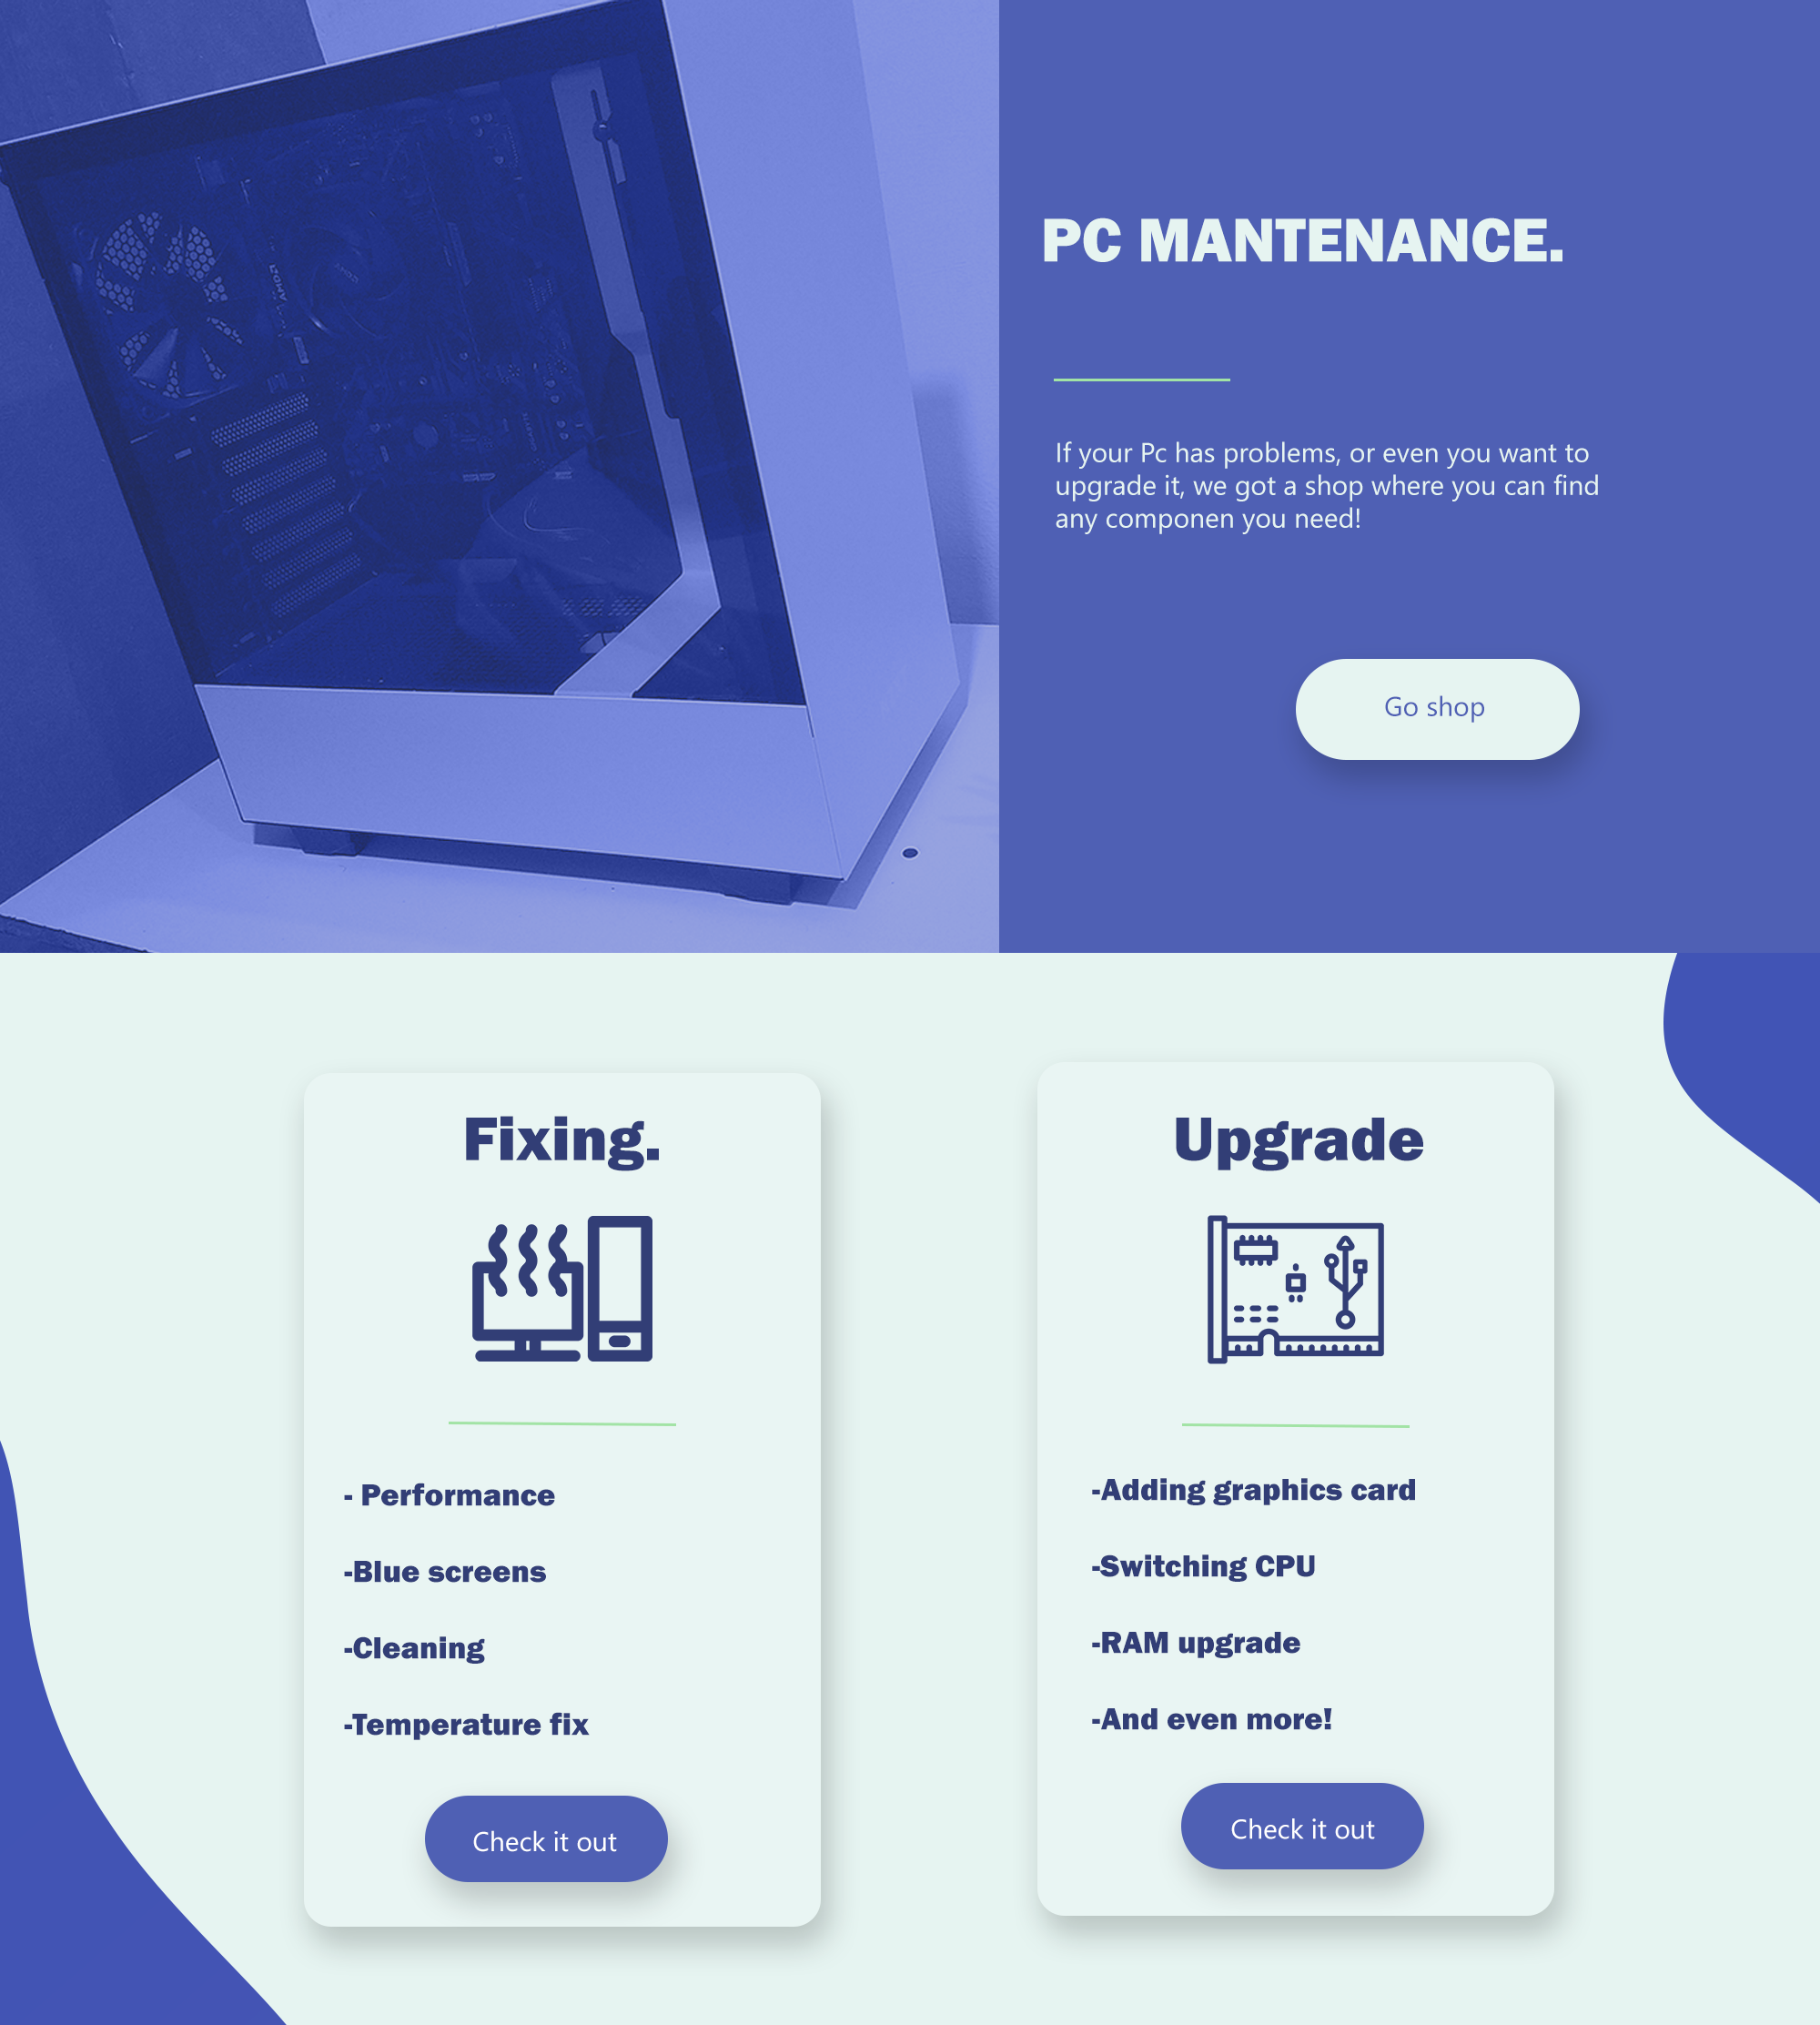 PC MANTENANCE.
If your Pc has problems, or even you want to
upgrade it, we got a shop where you can find
any componen you need!
Go shop
Fixing.
- Performance
-Blue screens
-Cleaning
-Temperature fix
Check it out
Upgrade
-Adding graphics card
-Switching CPU
-RAM upgrade
-And even more!
Check it out